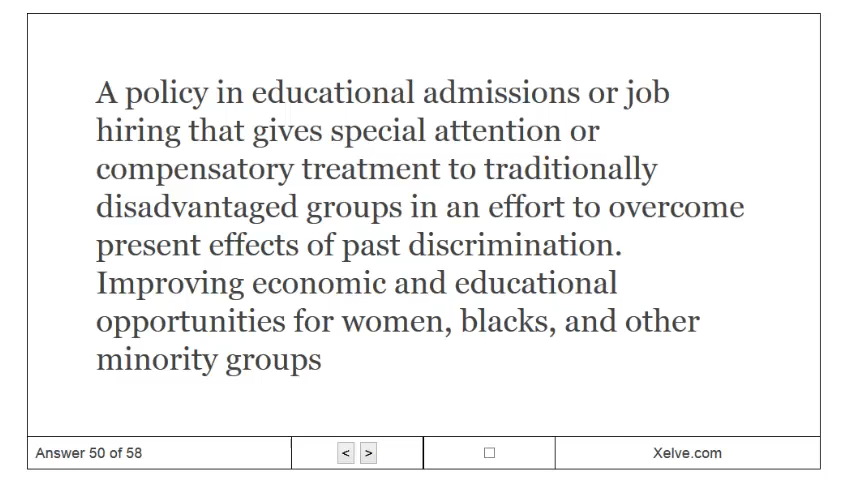 A policy in educational admissions or job
hiring that gives special attention or
compensatory treatment to traditionally
disadvantaged groups in an effort to overcome
present effects of past discrimination.
Improving economic and educational
opportunities for women, blacks, and other
minority groups
Answer 50 of 58
< >
Xelve.com